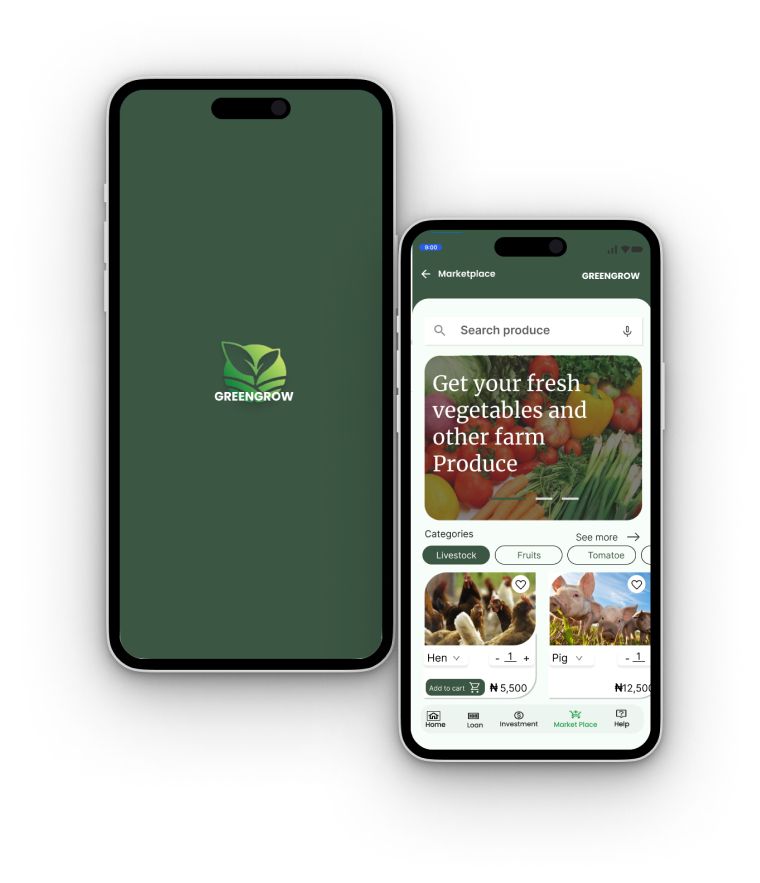 GREENGROW
9:00
Marketplace
GREENGROW
Search produce
Get your fresh
vegetables and
other farm
Produce
Categories
See more
Livestock
Fruits
Tomatoe
Hen
- 1 +
Pig
- 1
Add to cart
₦ 5,500
₦12,500
Home
Loan
Investment
Market Place
Help